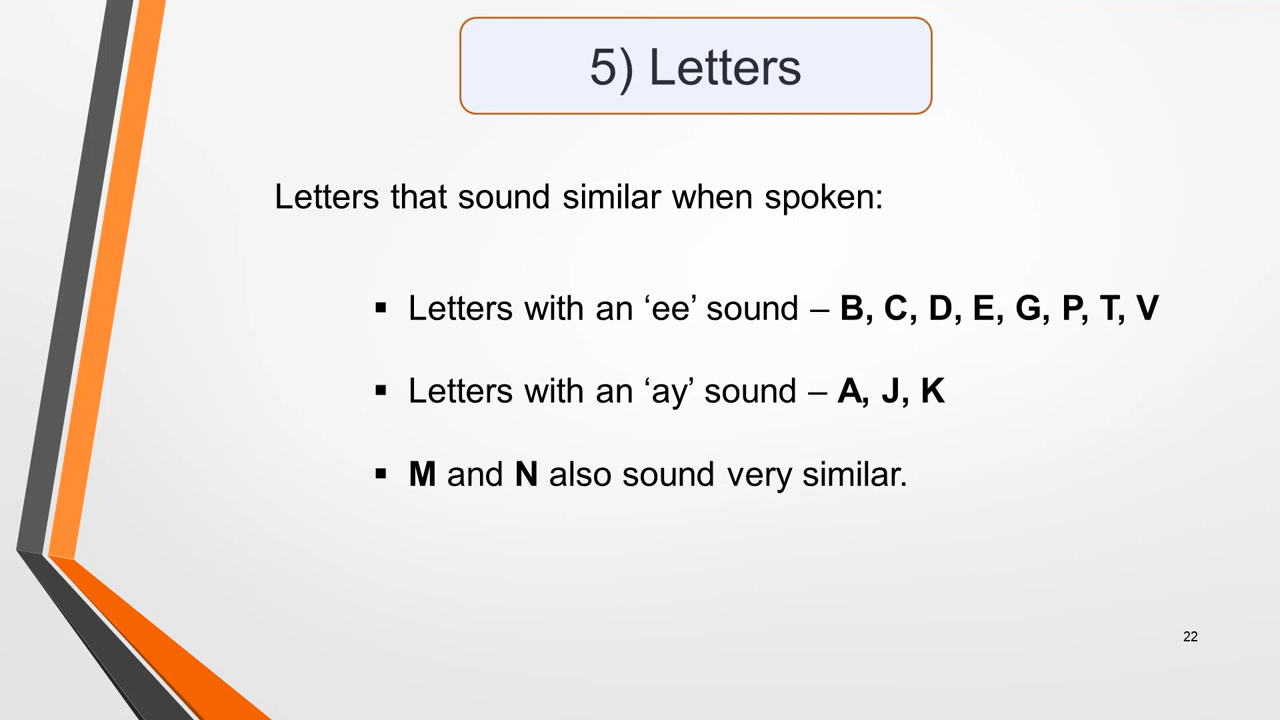 5) Letters
Letters that sound similar when spoken:
▪ Letters with an ‘ee’ sound – B, C, D, E, G, P, T, V
▪ Letters with an ‘ay’ sound – A, J, K
▪ M and N also sound very similar.
22